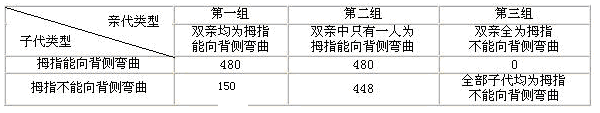 亲代类型
子代类型
第一组 第二组 第三组
双亲均为拇指能向背侧弯曲 双亲中只有一人为拇指能向背侧弯曲 双亲全为拇指不能向背侧弯曲
拇指能向背侧弯曲 480 480 0
拇指不能向背侧弯曲 150 448 全部子代均为拇指不能向背侧弯曲